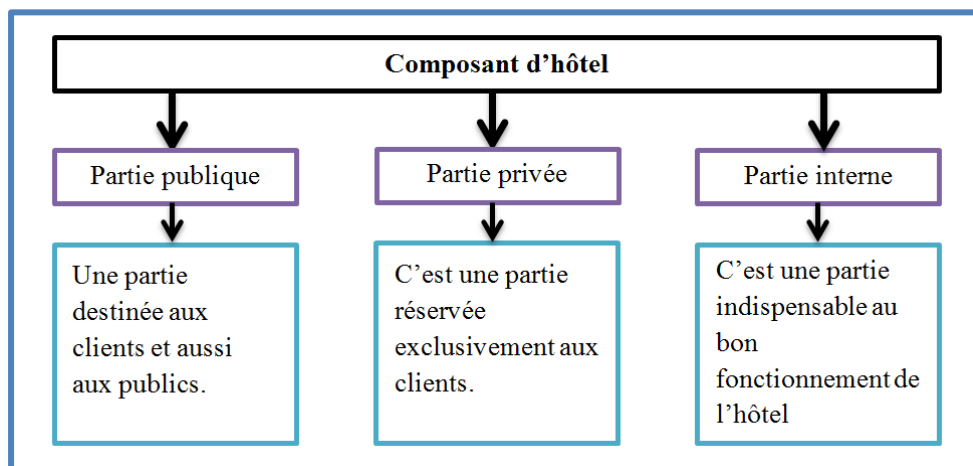 Composant d’hôtel
Partie publique
Partie privée
Partie interne
Une partie
destinée aux
clients et aussi
aux publics.
C’est une partie
réservée
exclusivement aux
clients.
C’est une partie
indispensable au
bon
fonctionnement de
l’hôtel